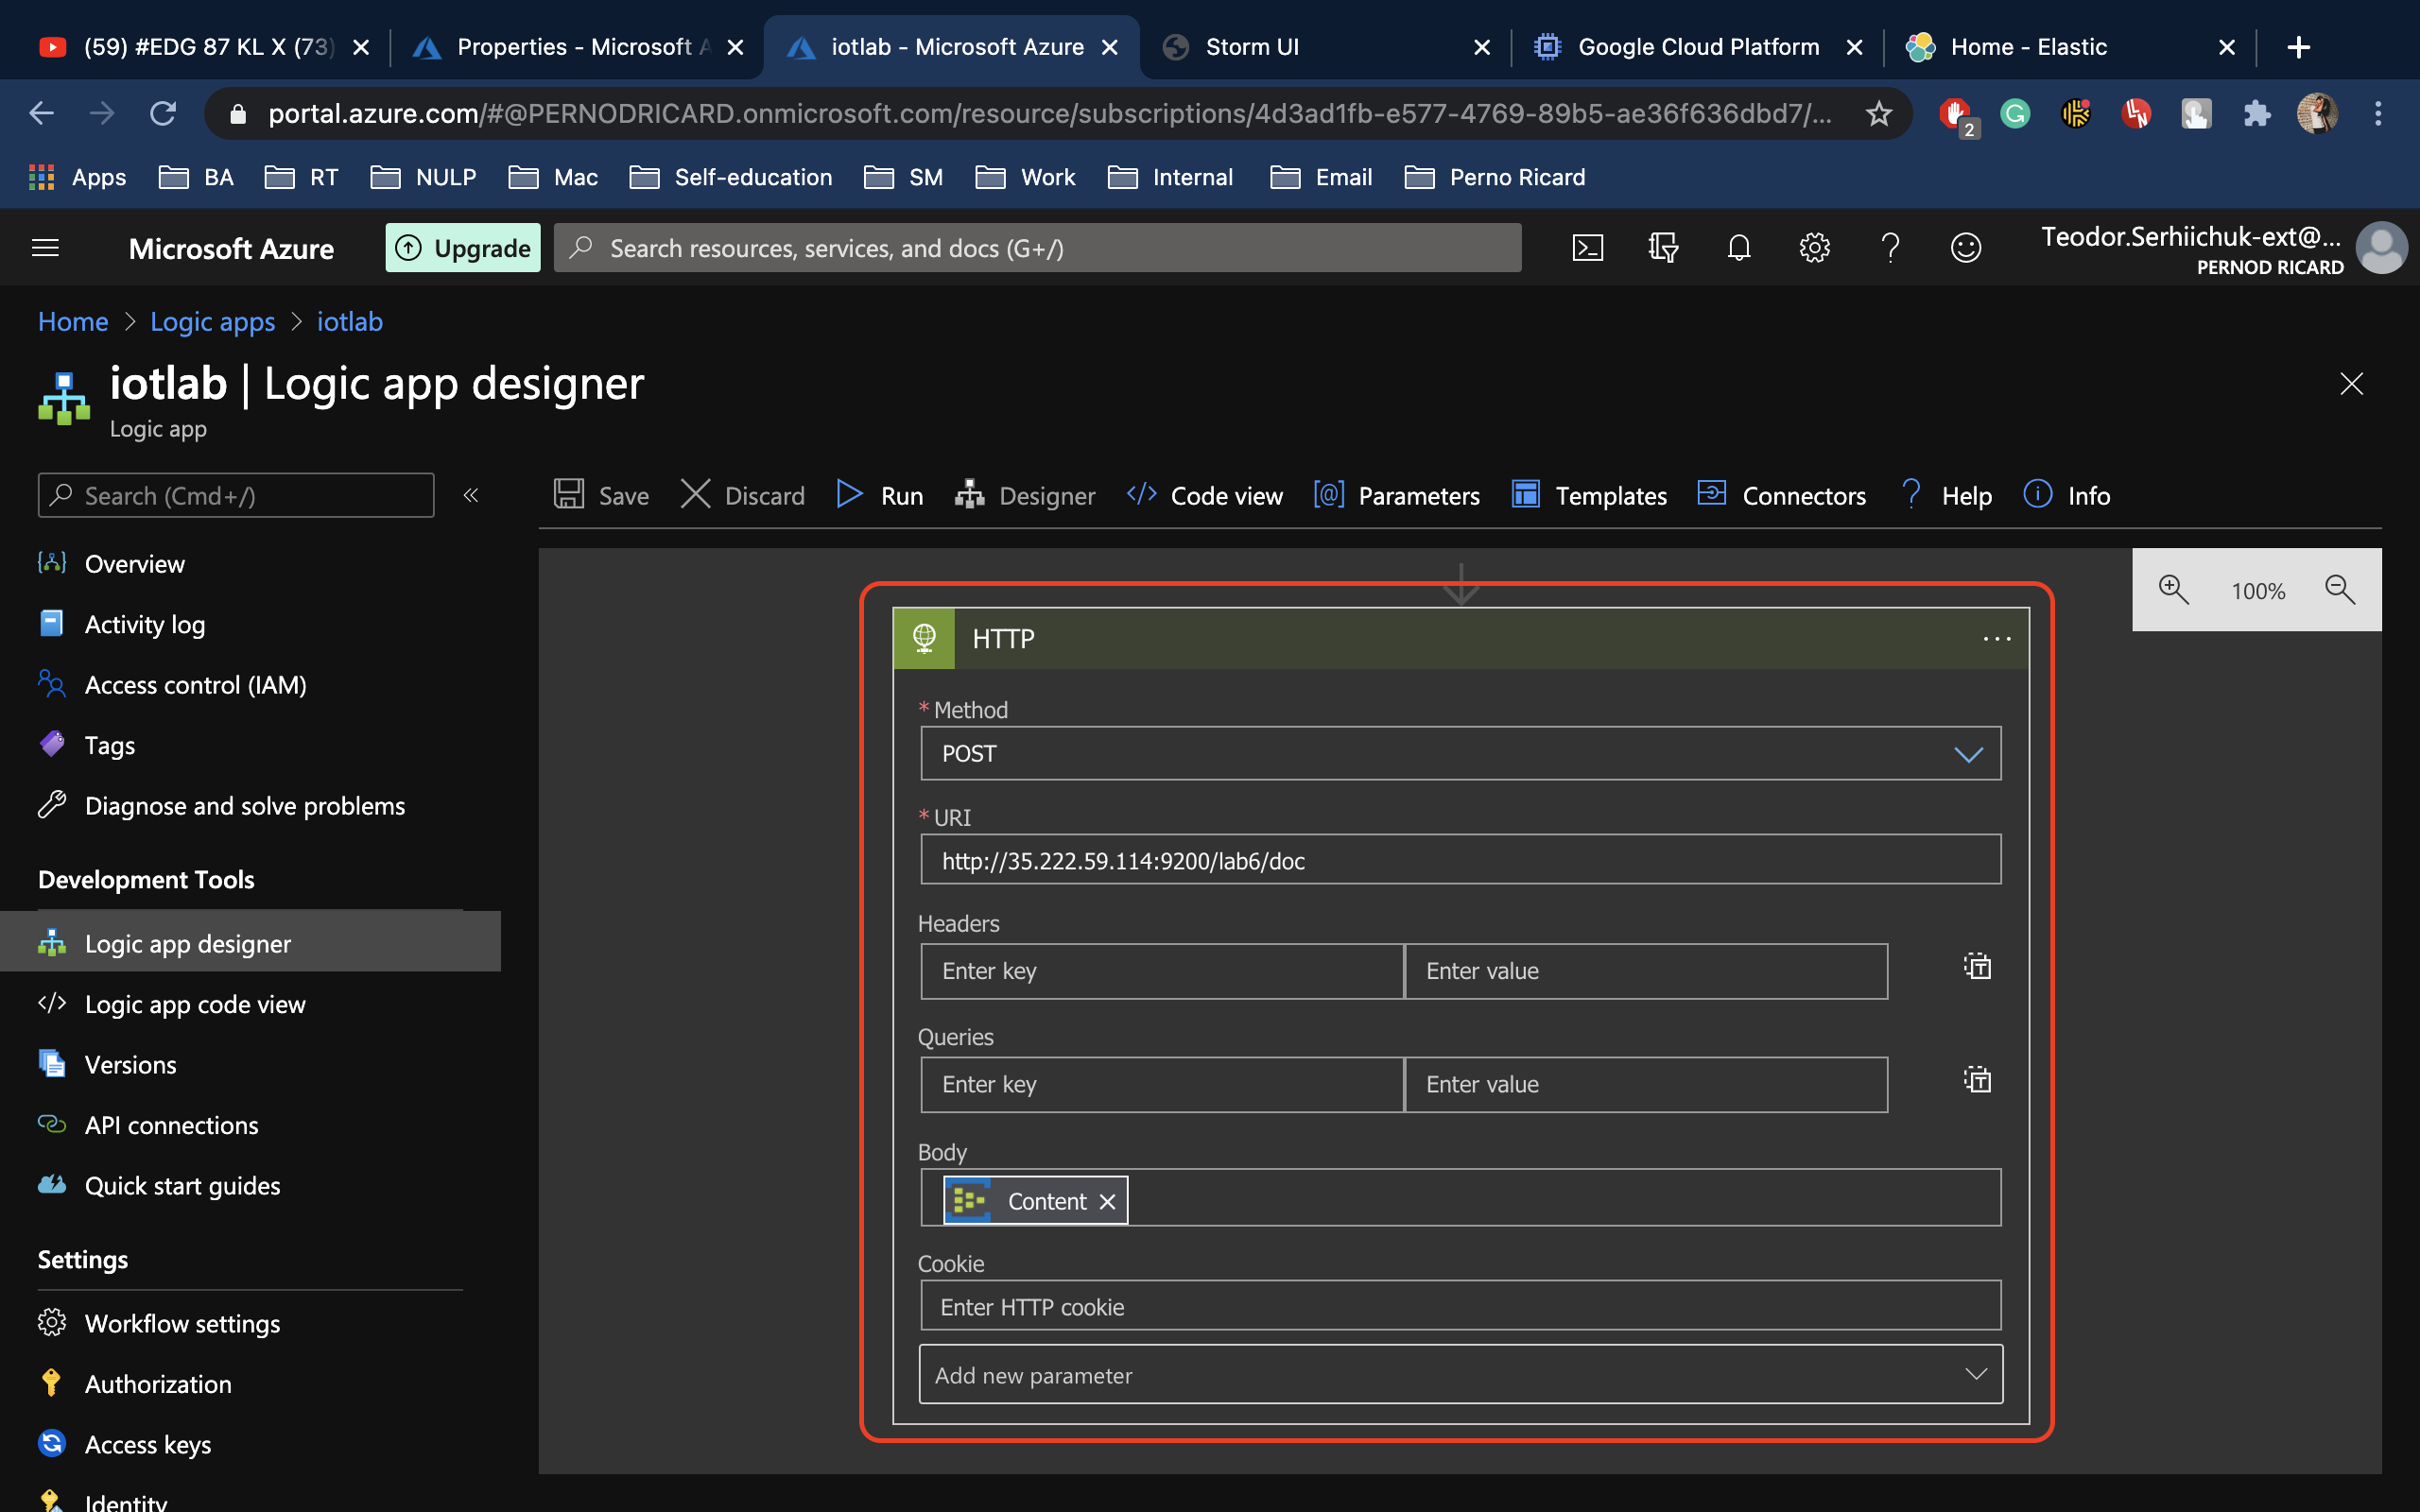 (59) #EDG 87 KL X (73)
Properties - Microsoft A
iotlab - Microsoft Azure
Storm UI
Google Cloud Platform
Home - Elastic
portal.azure.com/#@PERNODRICARD.onmicrosoft.com/resource/subscriptions/4d3ad1fb-e577-4769-89b5-ae36f636dbd7/...
2
Apps
BA
RT
NULP
Mac
Self-education
SM
Work
Internal
Email
Perno Ricard
Microsoft Azure
Upgrade
Search resources, services, and docs (G+/)
Teodor.Serhiichuk-ext@...
PERNOD RICARD
Home > Logic apps > iotlab
iotlab | Logic app designer
Logic app
Search (Cmd+/)
«
Save
Discard
Run
Designer
Code view
Parameters
Templates
Connectors
Help
Info
Overview
Activity log
Access control (IAM)
Tags
Diagnose and solve problems
Development Tools
Logic app designer
Logic app code view
Versions
API connections
Quick start guides
Settings
Workflow settings
Authorization
Access keys
Identity
100%
HTTP
...
* Method
POST
* URI
http://35.222.59.114:9200/lab6/doc
Headers
Enter key
Enter value
Queries
Enter key
Enter value
Body
Content
Cookie
Enter HTTP cookie
Add new parameter